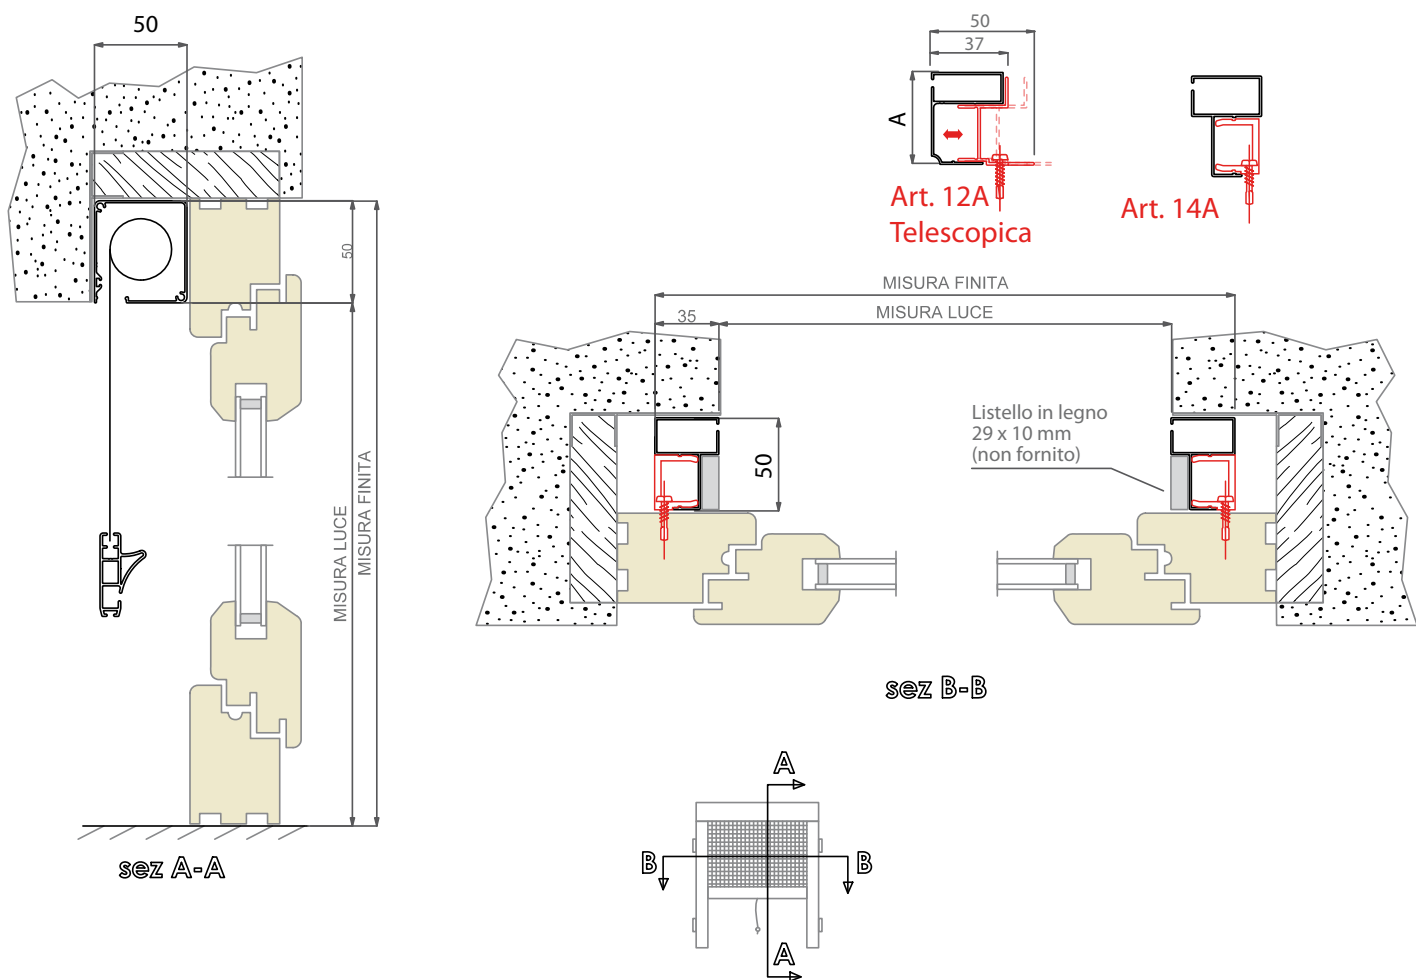 50
50
37
A
Art. 12A
Telescopica
Art. 14A
50
MISURA FINITA
MISURA LUCE
35
Listello in legno
29 x 10 mm
(non fornito)
50
MISURA LUCE
MISURA FINITA
sez B-B
sez A-A
A
B
B
A